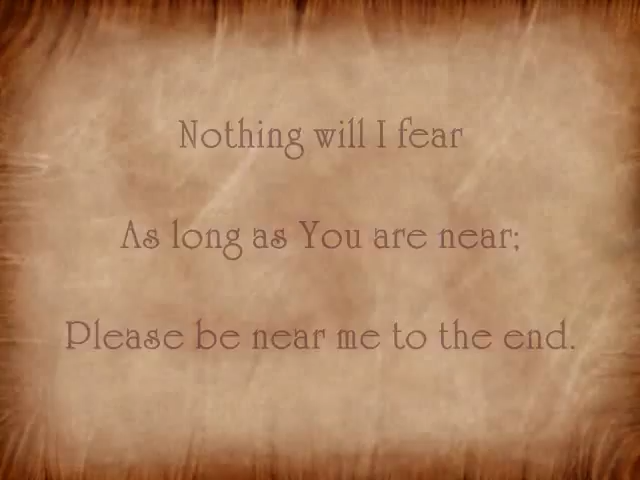 Nothing will I fear
As long as You are near;
Please be near me to the end.